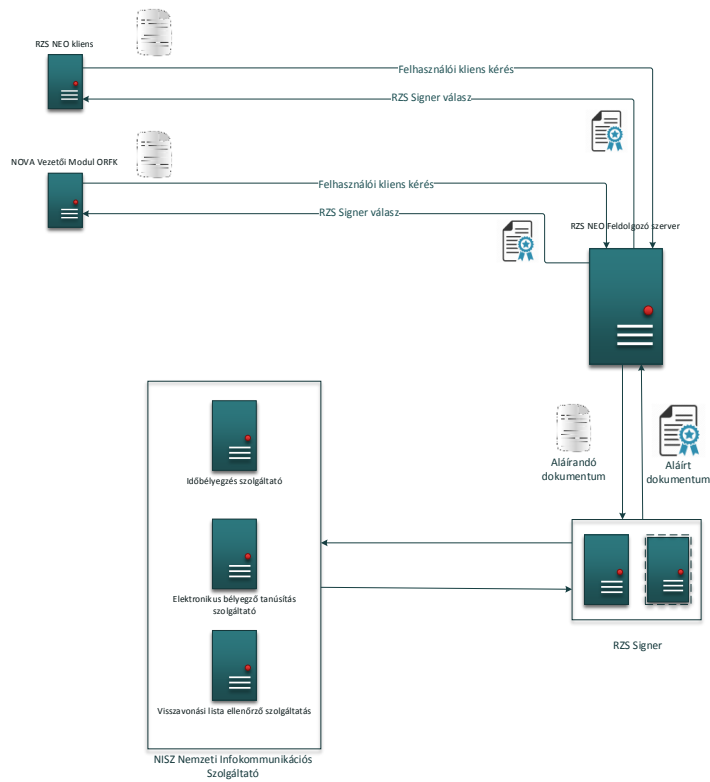 RZS NEO kliens
Felhasználói kliens kérés
RZS Signer válasz
NOVA Vezetői Modul ORFK
Felhasználói kliens kérés
RZS Signer válasz
RZS NEO Feldolgozó szerver
Aláírandó
dokumentum
Aláírt
dokumentum
Időbélyegzés szolgáltató
Elektronikus bélyegző tanúsítás
szolgáltató
Visszavonási lista ellenőrző szolgáltatás
RZS Signer
NISZ Nemzeti Infokommunikációs
Szolgáltató